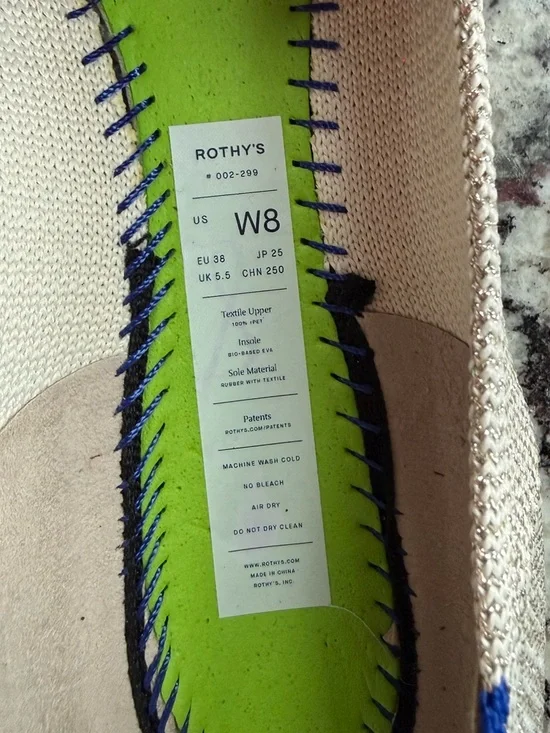 ROTHY'S
# 002-299
US W8
EU 38 JP 25
UK 5.5 CHN 250
Textile Upper
100% rPET
Insole
BIO-BASED EVA
Sole Material
RUBBER WITH TEXTILE
Patents
ROTHYS.COM/PATENTS
MACHINE WASH COLD
NO BLEACH
AIR DRY
DO NOT DRY CLEAN
WWW.ROTHYS.COM
MADE IN CHINA
ROTHY'S, INC.